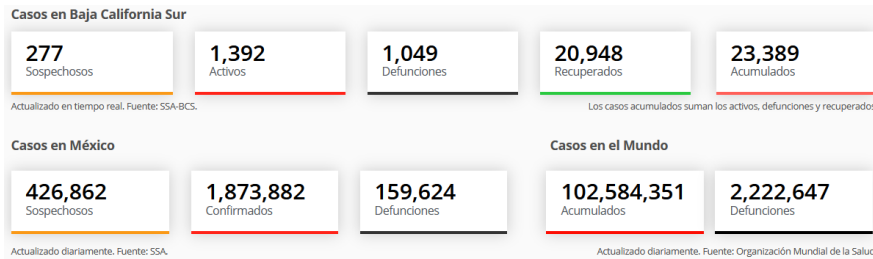 Casos en Baja California Sur
277
Sospechosos
1,392
Activos
1,049
Defunciones
20,948
Recuperados
23,389
Acumulados
Actualizado en tiempo real. Fuente: SSA-BCS.
Los casos acumulados suman los activos, defunciones y recuperados
Casos en México
426,862
Sospechosos
1,873,882
Confirmados
159,624
Defunciones
Actualizado diariamente. Fuente: SSA.
Casos en el Mundo
102,584,351
Acumulados
2,222,647
Defunciones
Actualizado diariamente. Fuente: Organización Mundial de la Salud